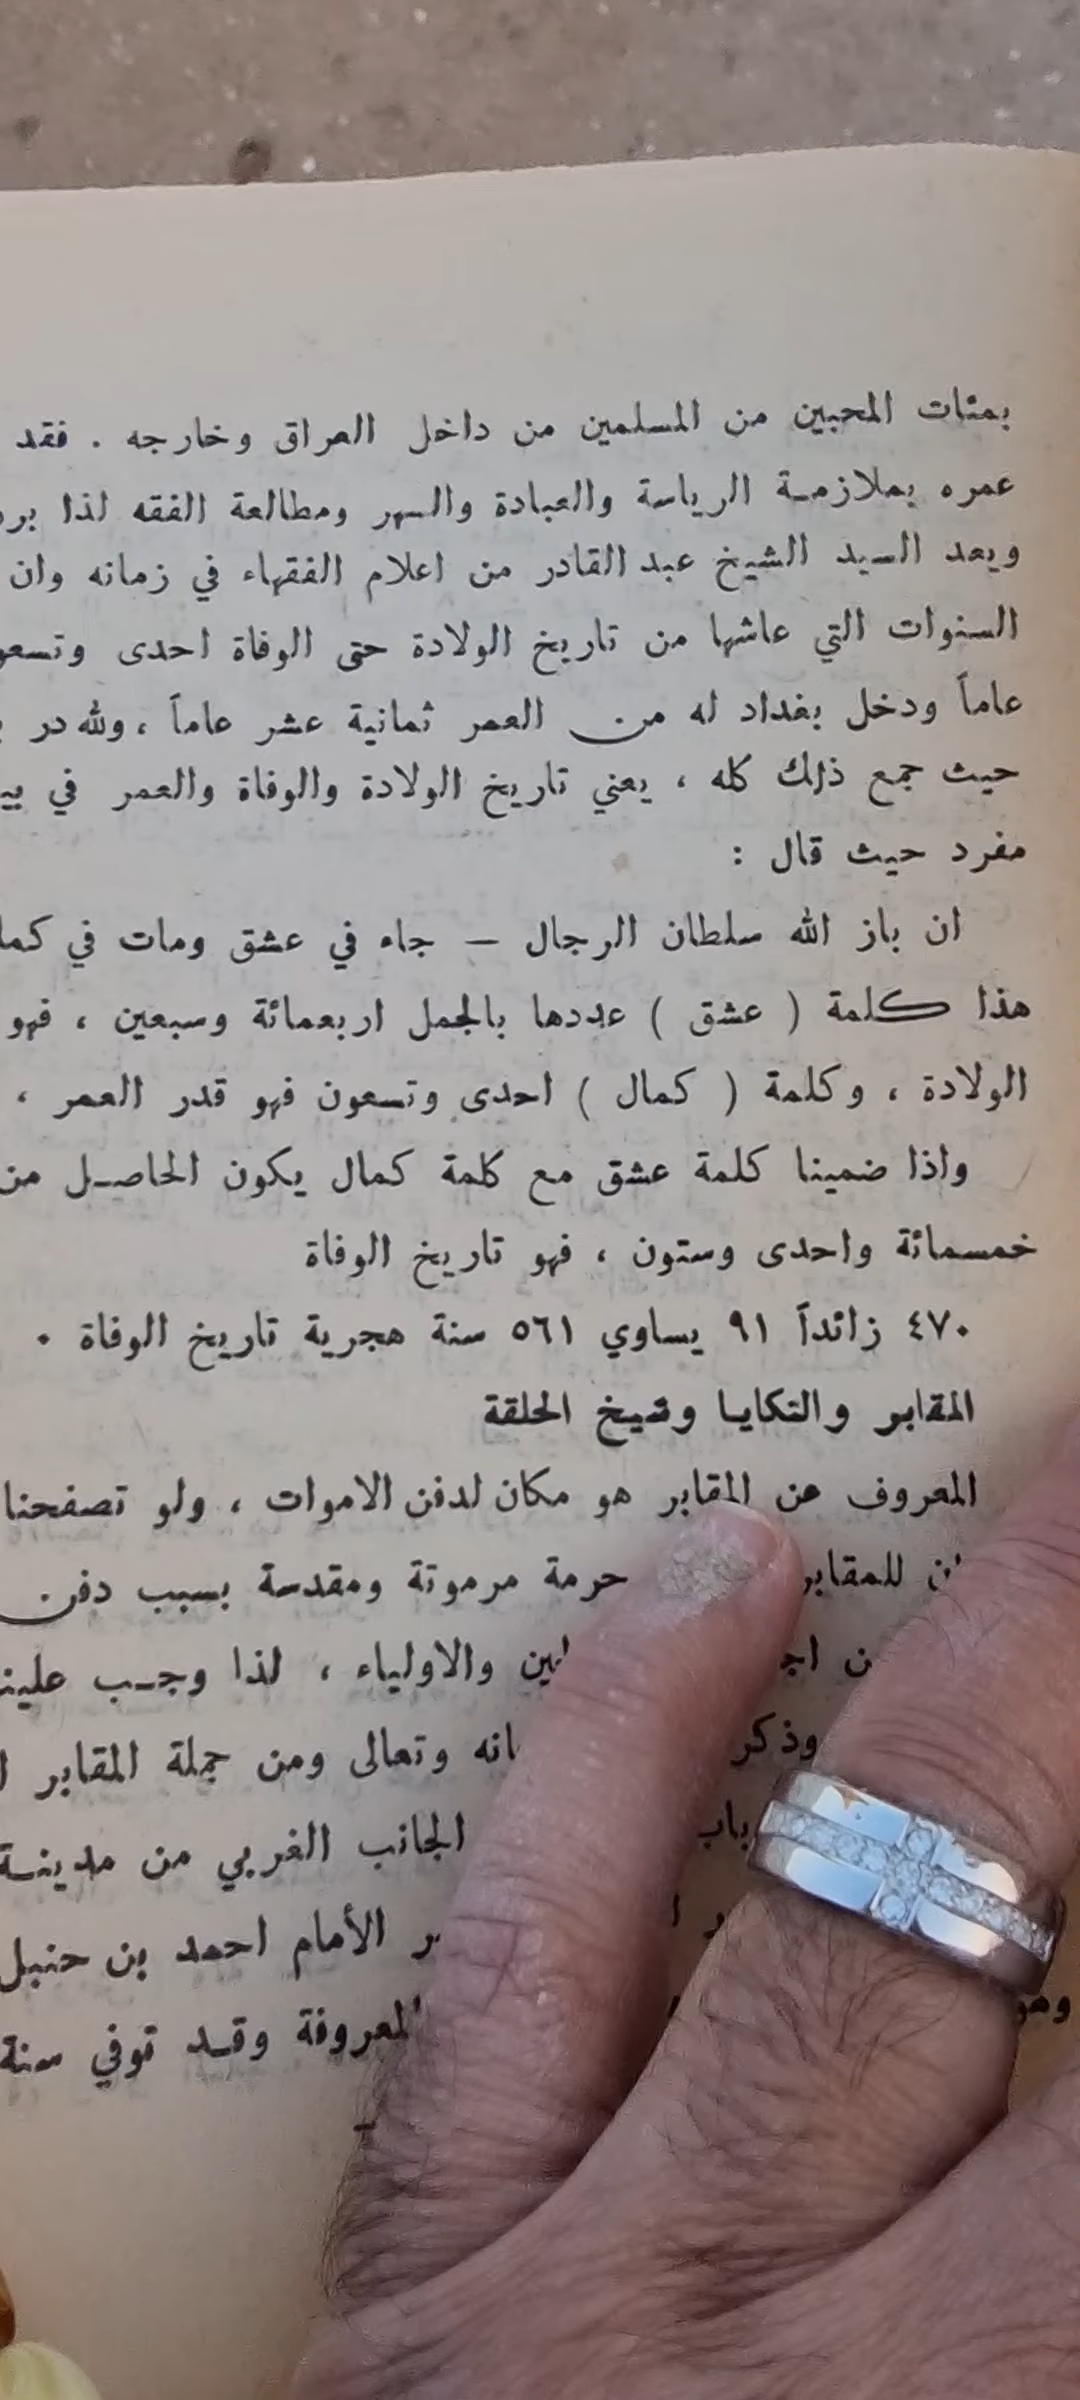 بمئات المحبين من المسلمين من داخل العراق وخارجه . فقد
عمره بملازمة الرياسة والعبادة والسهر ومطالعة الفقه لذا
ويعد السيد الشيخ عبد القادر من اعلام الفقهاء في زمانه وان
السنوات التي عاشها من تاريخ الولادة حتى الوفاة احدى
عاماً ودخل بغداد له من العمر ثمانية عشر عاماً ، ولله در
حيث جمع ذلك كله ، يعني تاريخ الولادة والوفاة والعمر في
مفرد حيث قال :
ان باز الله سلطان الرجال – جاء في عشق ومات في
هذا كلمة ( عشق ) عددها بالجمل اربعمائة وسبعين ، فهو
الولادة ، وكلمة ( كمال ) احدى وتسعون فهو قدر العمر ،
واذا ضمينا كلمة عشق مع كلمة كمال يكون الحاصل من
خمسمائة واحدى وستون ، فهو تاريخ الوفاة
٤٧٠ زائداً ٩١ يساوي ٥٦١ سنة هجرية تاريخ الوفاة .
المقابر والتكايا وشيخ الحلقة
المعروف عن المقابر هو مكان لدفن الاموات ، ولو تصفحنا
للمقابر حرمة مرموتة ومقدسة بسبب دفن
والاولياء ، لذا وجب
وذكر وتعالى ومن جملة المقابر
باب الجانب الغربي من مدينة
الأمام احمد بن حنبل
المعروفة وقد توفي سنة